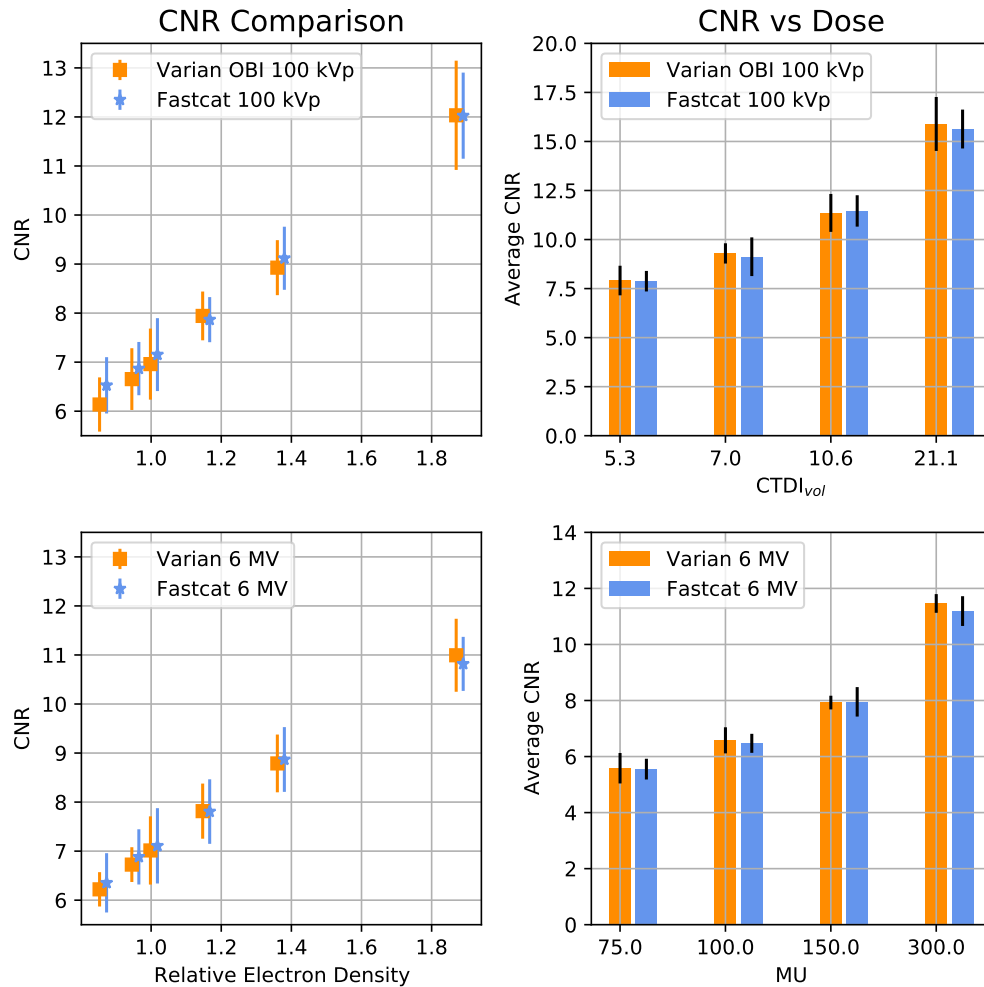 CNR Comparison
CNR
13
12
11
10
9
8
7
6
Varian OBI 100 kVp
Fastcat 100 kVp
1.0 1.2 1.4 1.6 1.8
CNR vs Dose
Average CNR
20.0
17.5
15.0
12.5
10.0
7.5
5.0
2.5
0.0
Varian OBI 100 kVp
Fastcat 100 kVp
5.3 7.0 10.6 21.1
CTDIvol
CNR
13
12
11
10
9
8
7
6
Varian 6 MV
Fastcat 6 MV
1.0 1.2 1.4 1.6 1.8
Relative Electron Density
Average CNR
14
12
10
8
6
4
2
0
Varian 6 MV
Fastcat 6 MV
75.0 100.0 150.0 300.0
MU